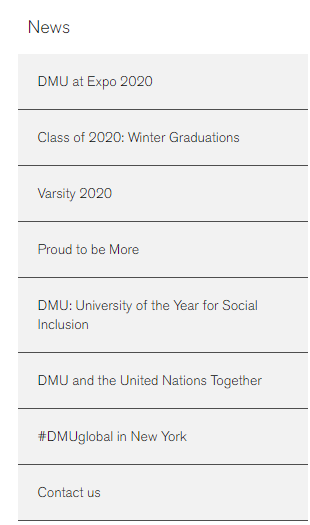 News
DMU at Expo 2020
Class of 2020: Winter Graduations
Varsity 2020
Proud to be More
DMU: University of the Year for Social
Inclusion
DMU and the United Nations Together
#DMUglobal in New York
Contact us